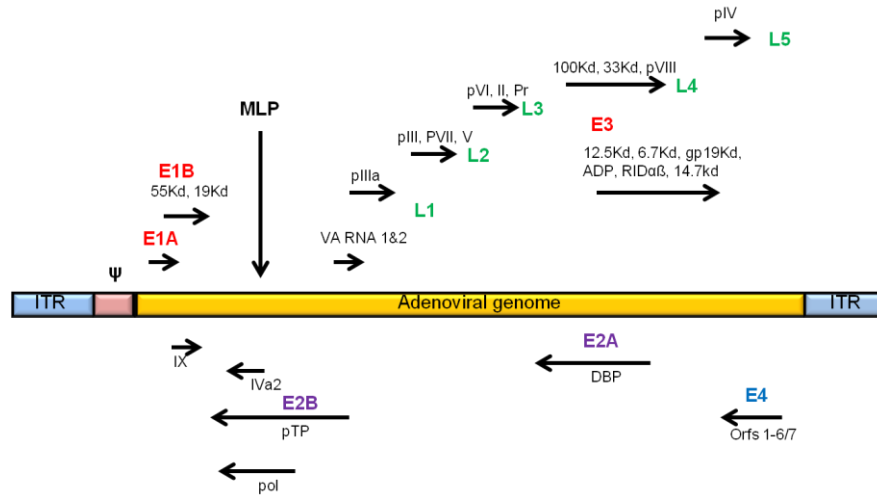 pIV
L5
100Kd, 33Kd, pVIII
L4
pVI, II, Pr
L3
MLP
E3
pIII, PVII, V
L2
12.5Kd, 6.7Kd, gp19Kd,
ADP, RIDαß, 14.7kd
E1B
55Kd, 19Kd
pIIIa
L1
E1A
VA RNA 1&2
Ψ
ITR
Adenoviral genome
ITR
IX
E2A
DBP
IVa2
E2B
pTP
E4
Orfs 1-6/7
pol